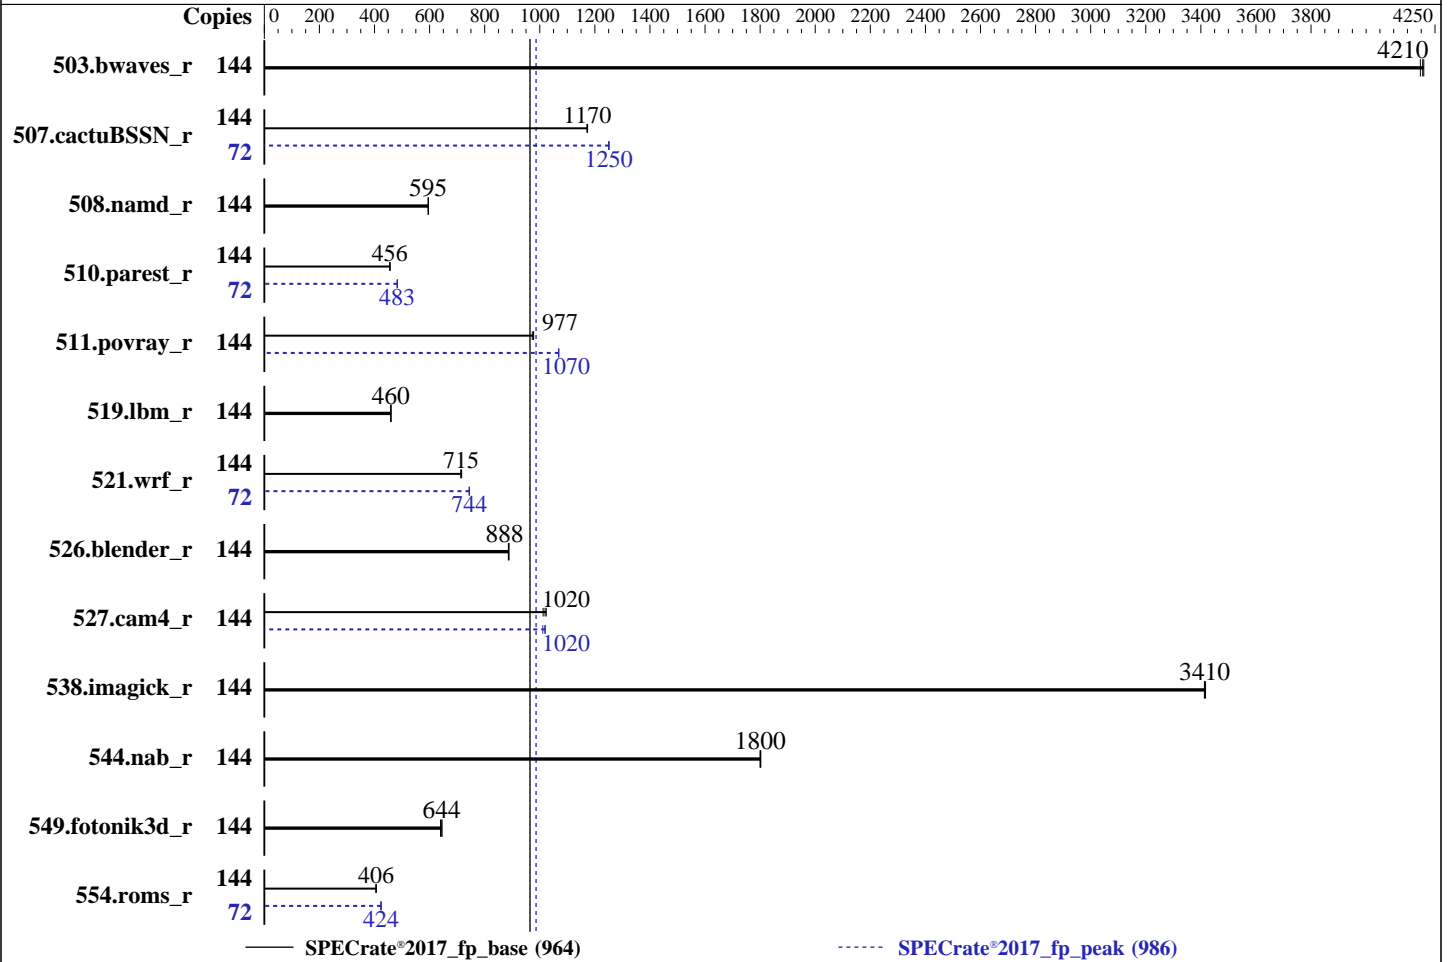 Copies 0 200 400 600 800 1000 1200 1400 1600 1800 2000 2200 2400 2600 2800 3000 3200 3400 3600 3800 4250
503.bwaves_r 144 4210
507.cactuBSSN_r 144 1170
72 1250
508.namd_r 144 595
510.parest_r 144 456
72 483
511.povray_r 144 977
1070
519.lbm_r 144 460
521.wrf_r 144 715
72 744
526.blender_r 144 888
527.cam4_r 144 1020
1020
538.imagick_r 144 3410
544.nab_r 144 1800
549.fotonik3d_r 144 644
554.roms_r 144 406
72 424
SPECrate®2017_fp_base (964) SPECrate®2017_fp_peak (986)